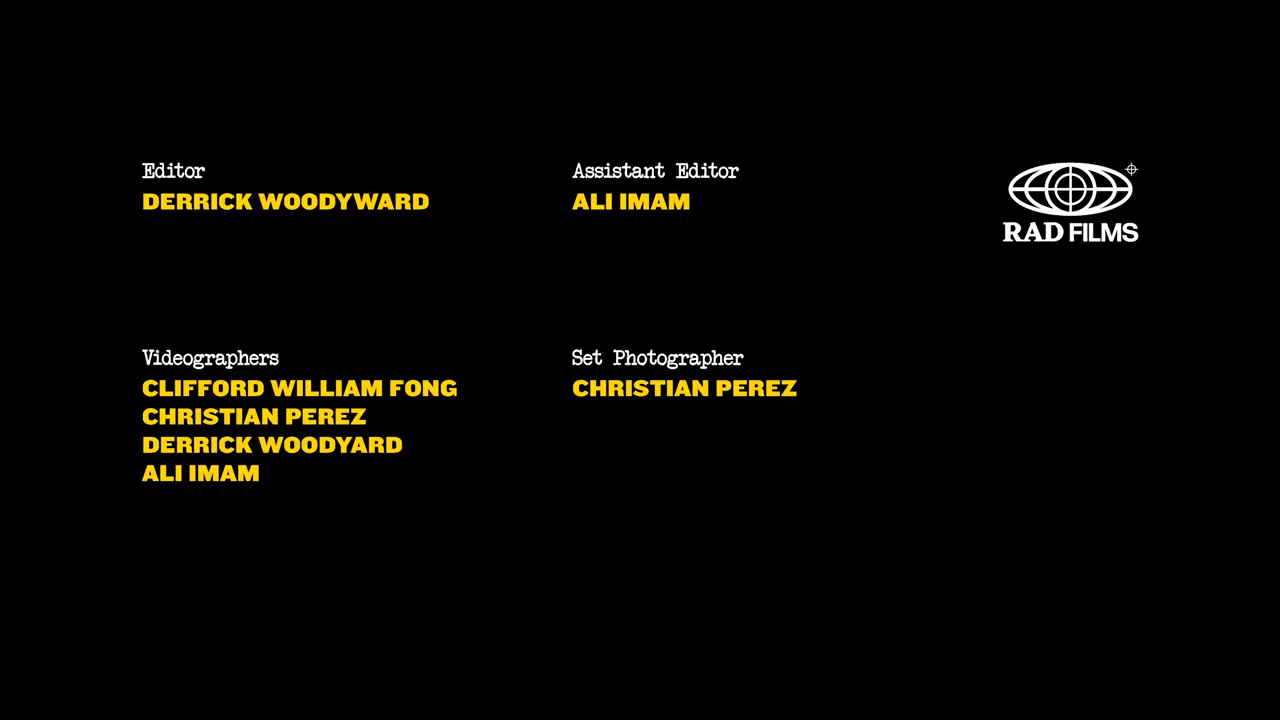 Editor
DERRICK WOODYWARD
Assistant Editor
ALI IMAM
RAD FILMS
Videographers
CLIFFORD WILLIAM FONG
CHRISTIAN PEREZ
DERRICK WOODYARD
ALI IMAM
Set Photographer
CHRISTIAN PEREZ